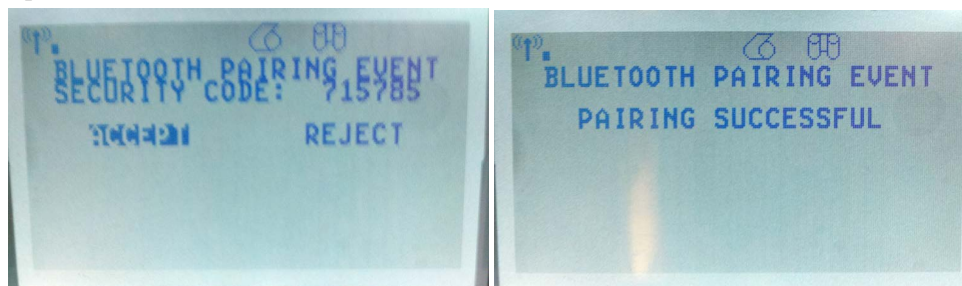 BLUETOOTH PAIRING EVENT
SECURITY CODE: 715785
ACCEPT REJECT
BLUETOOTH PAIRING EVENT
PAIRING SUCCESSFUL